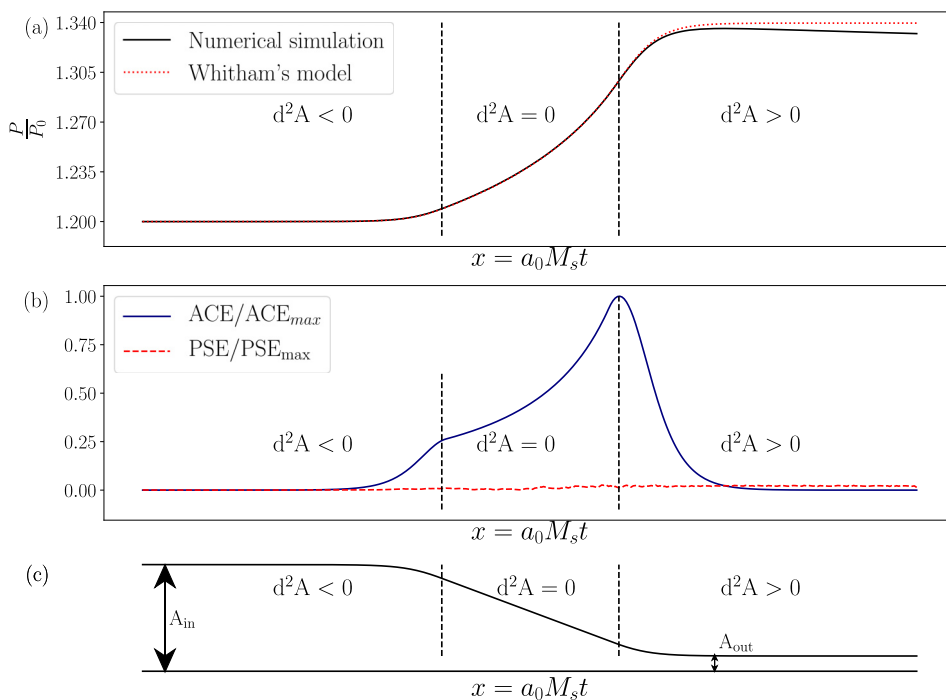 (a)
1.340
1.305
1.270
1.235
1.200
P/P₀
Numerical simulation
Whitham's model
d²A < 0
d²A = 0
d²A > 0
x = a₀Mₛt
(b)
1.00
0.75
0.50
0.25
0.00
ACE/ACEₘₐₓ
PSE/PSEₘₐₓ
d²A < 0
d²A = 0
d²A > 0
x = a₀Mₛt
(c)
d²A < 0
d²A = 0
d²A > 0
A_in
A_out
x = a₀Mₛt